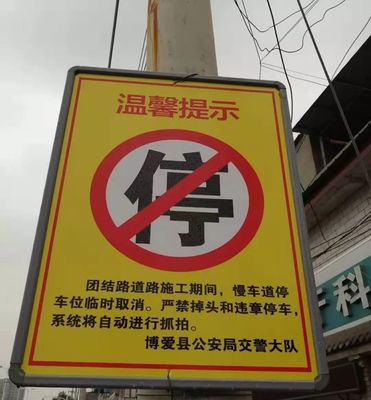 温馨提示
停
团结路道路施工期间，慢车道停
车位临时取消。严禁掉头和违章停车，
系统将自动进行抓拍。
博爱县公安局交警大队
科